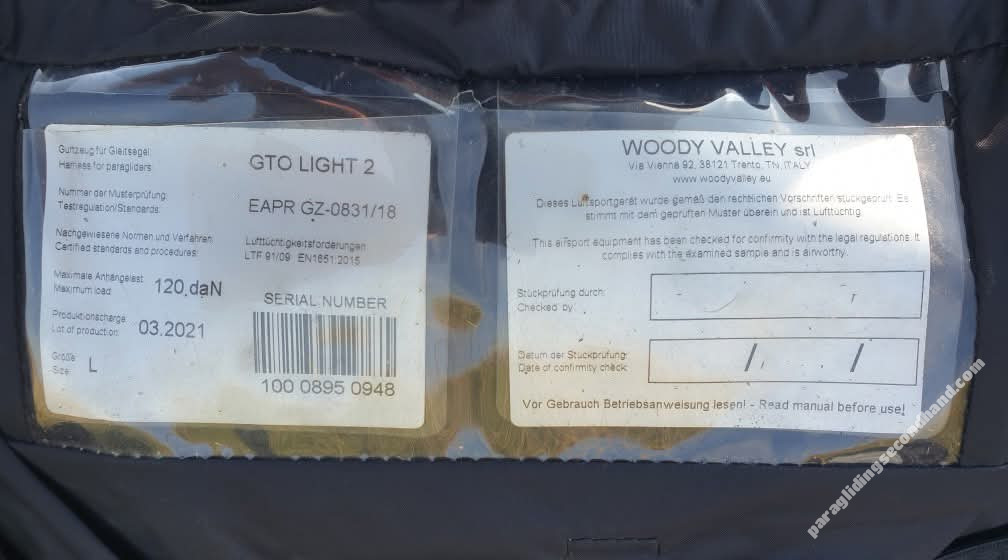 Gurtzeug für Gleitsegel
Harness for paragliders
GTO LIGHT 2
Nummer der Musterprüfung:
Testregulation/Standards:
EAPR GZ-0831/18
Nachgewiesene Normen und Verfahren
Certified standards and procedures:
Lufttüchtigkeitsforderungen
LTF 91/09 EN1651:2015
Maximale Anhängelast
Maximum load:
120 daN
Produktionscharge
Lot of production:
03.2021
Größe
Size:
L
SERIAL NUMBER
100 0895 0948
WOODY VALLEY srl
Via Vienna 92, 38121 Trento, TN, ITALY
www.woodyvalley.eu
Dieses Luftsportgerät wurde gemäß den rechtlichen Vorschriften stückgeprüft. Es
stimmt mit dem geprüften Muster überein und ist Lufttüchtig.
This airsport equipment has been checked for confirmity with the legal regulations. It
complies with the examined sample and is airworthy.
Stückprüfung durch:
Checked by:
Datum der Stückprüfung:
Date of confirmity check:
/ /
Vor Gebrauch Betriebsanweisung lesen! - Read manual before use!
paraglidingsecondhand.com